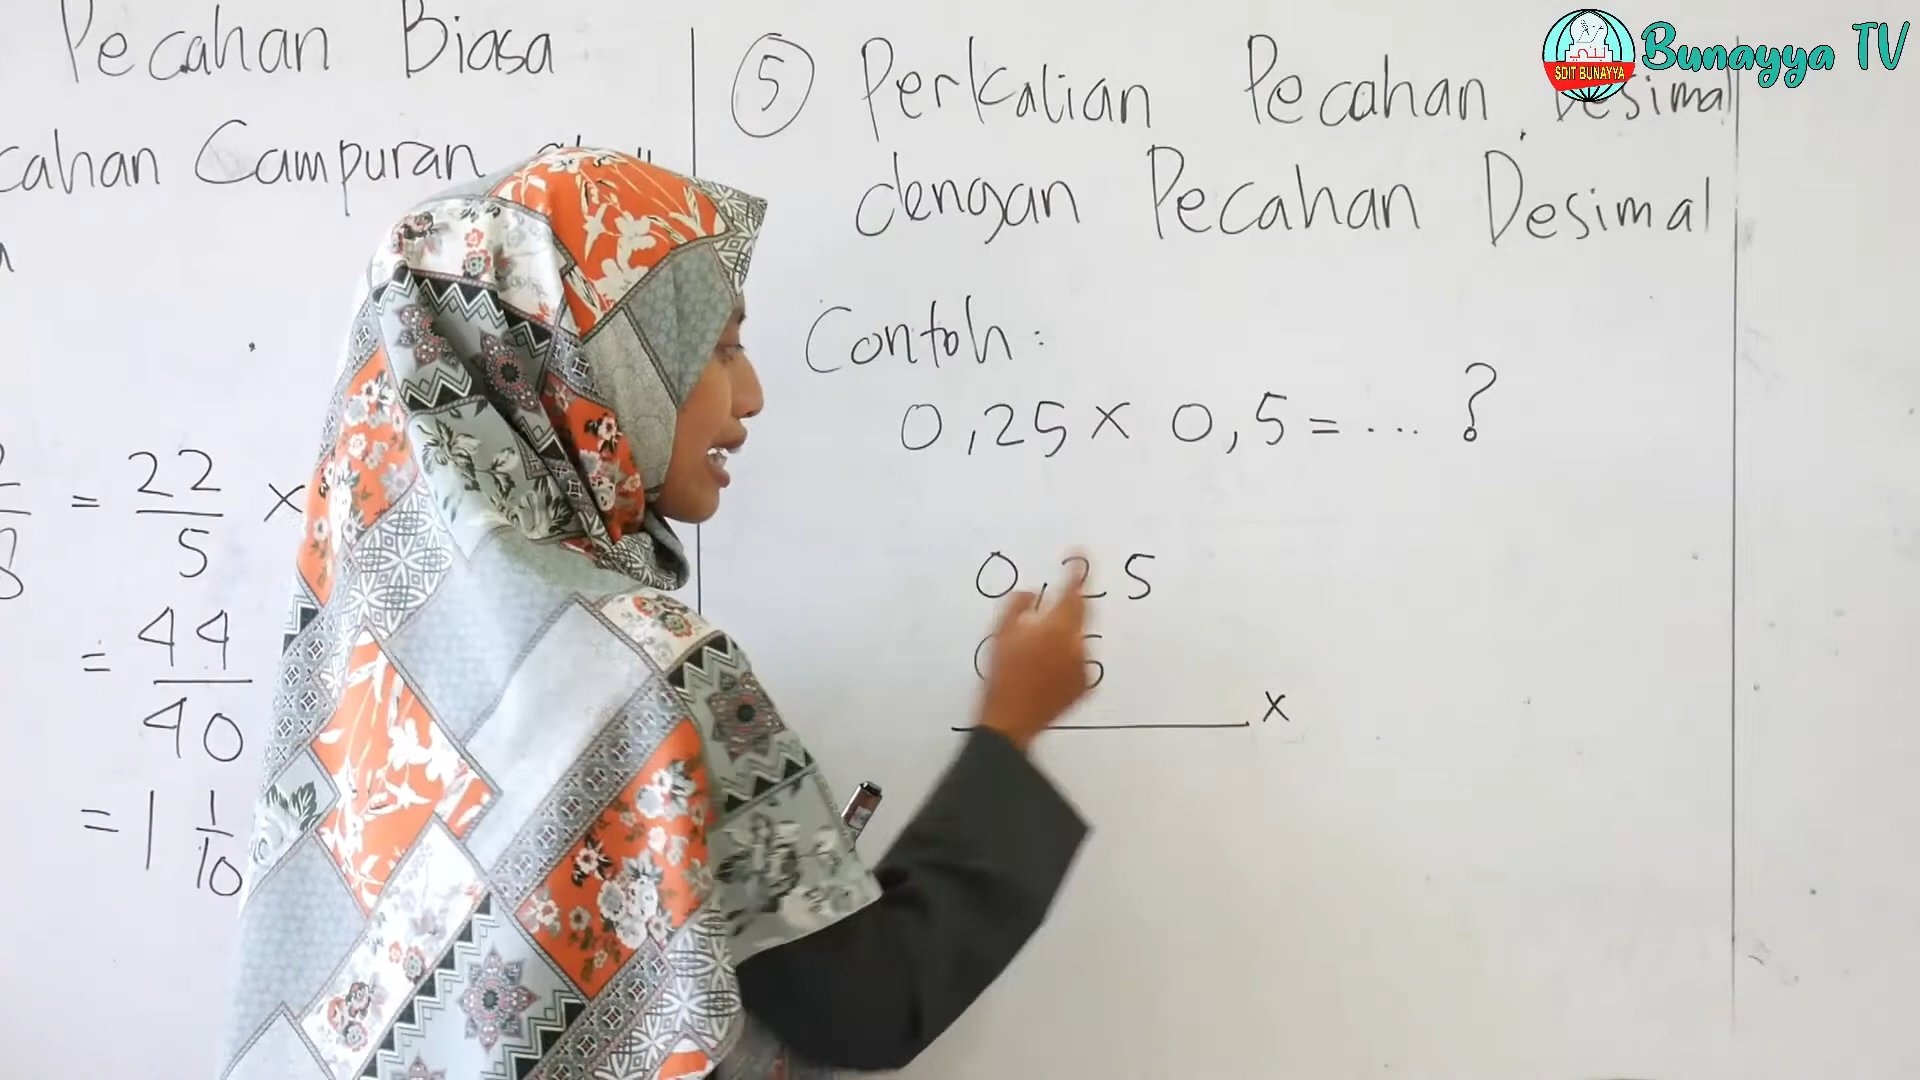 Pecahan Biasa
cahan Campuran
= 22/5 ×
= 44/40
= 1 1/10
5 Perkalian Pecahan Desimal
dengan Pecahan Desimal
Contoh:
0,25 × 0,5 = ... ?
0,25
×
SDIT BUNAYYA
Bunayya TV